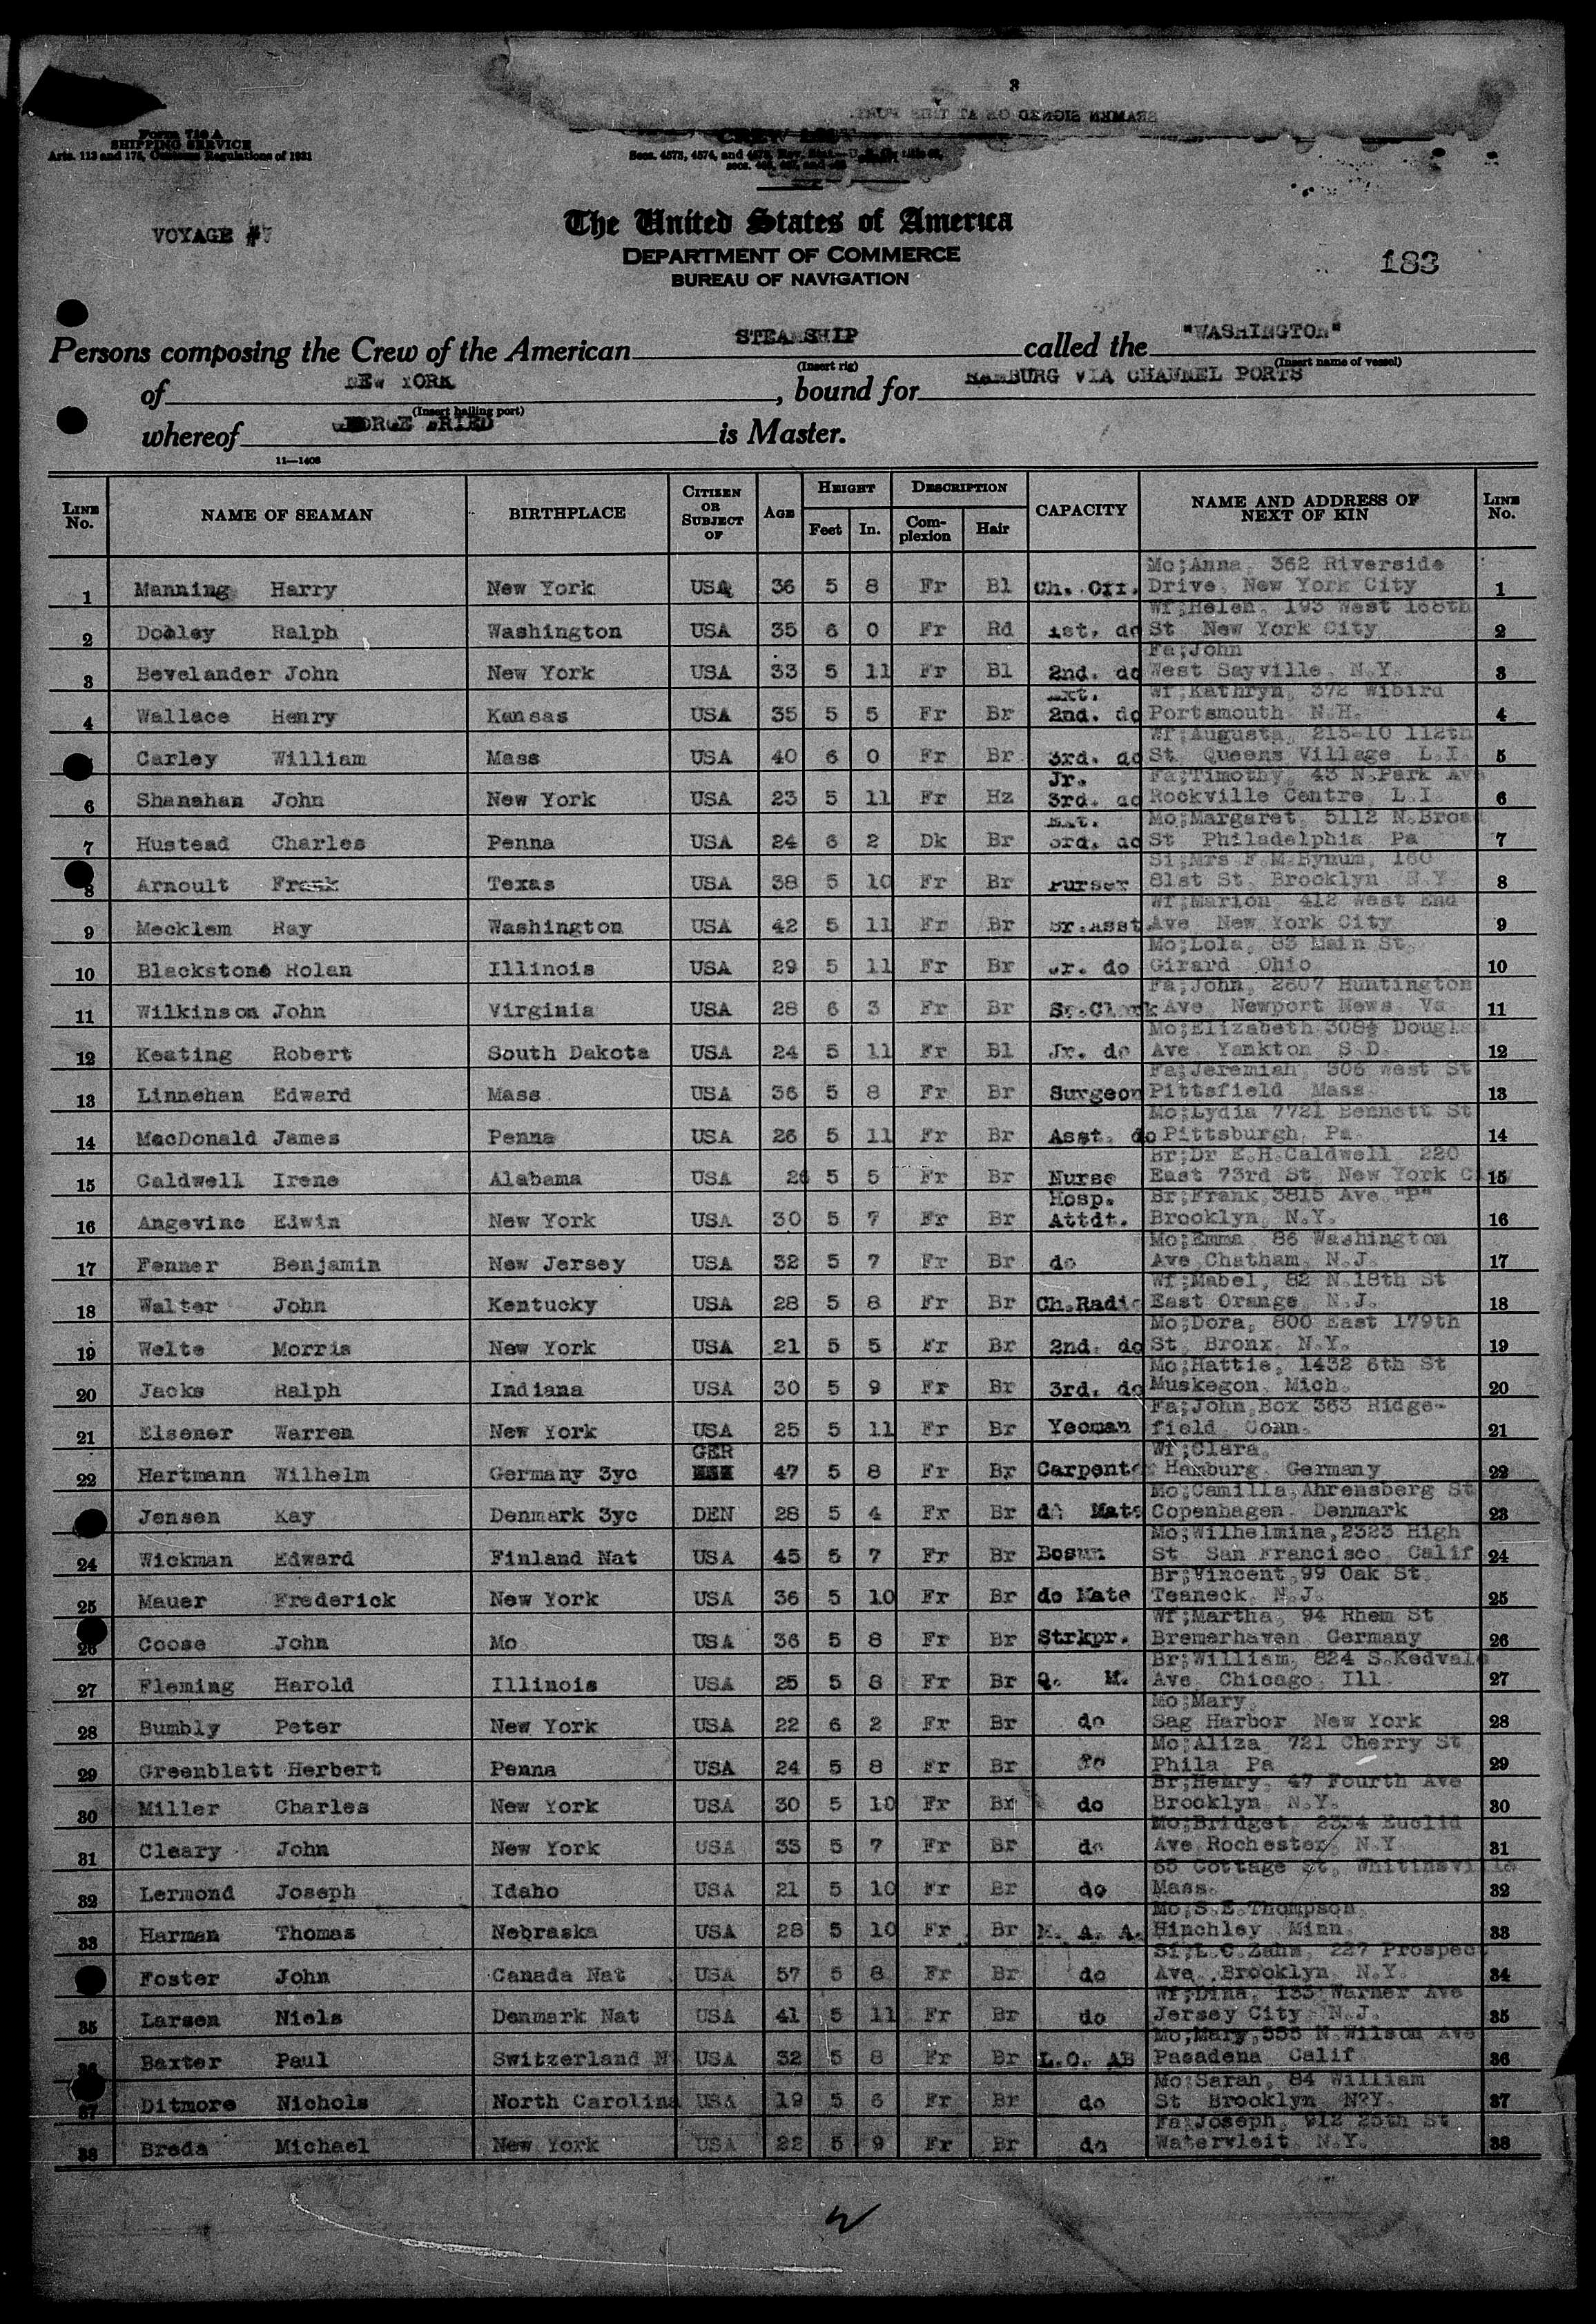 3
SEAMEN SIGNED ON AT THE PORT.
Form 710 A
SHIPPING SERVICE
Arts. 113 and 175, Customs Regulations of 1931
CREW LIST
Secs. 4573, 4574, and
secs.
VOYAGE #7
The United States of America
DEPARTMENT OF COMMERCE
BUREAU OF NAVIGATION
183
Persons composing the Crew of the American STEAMSHIP called the "WASHINGTON"
(Insert rig) (Insert name of vessel)
of NEW YORK, bound for HAMBURG VIA CHANNEL PORTS
(Insert hailing port)
whereof GEORGE FRIED is Master.
11—1408
LINE No. NAME OF SEAMAN BIRTHPLACE CITIZEN OR SUBJECT OF AGE HEIGHT Feet In. DESCRIPTION Complexion Hair CAPACITY NAME AND ADDRESS OF NEXT OF KIN LINE No.
1 Manning Harry New York USA 36 5 8 Fr Bl Ch. Off. Mo;Anna, 362 Riverside Drive, New York City 1
2 Dooley Ralph Washington USA 35 6 0 Fr Rd 1st. do Wf;Helen, 193 West 168th St New York City 2
3 Bevelander John New York USA 33 5 11 Fr Bl 2nd. do Fa;John West Sayville, N.Y. 3
4 Wallace Henry Kansas USA 35 5 5 Fr Br Ext. 2nd. do Wf;Kathryn, 372 Wibird Portsmouth N.H. 4
Carley William Mass USA 40 6 0 Fr Br 3rd. do Wf;Augusta, 215-10 112th St. Queens Village L.I. 5
6 Shanahan John New York USA 23 5 11 Fr Hz Jr. 3rd. do Fa;Timothy, 43 N.Park Ave Rockville Centre, L.I. 6
7 Hustead Charles Penna USA 24 6 2 Dk Br Ext. 3rd. do Mo;Margaret, 5112 N.Broad St Philadelphia Pa 7
8 Arnoult Frank Texas USA 38 5 10 Fr Br Purser Si;Mrs F.M.Bynum, 160 81st St. Brooklyn N.Y 8
9 Mecklem Ray Washington USA 42 5 11 Fr Br Sr.Asst. Wf;Marion, 412 West End Ave New York City 9
10 Blackstone Rolan Illinois USA 29 5 11 Fr Br Jr. do Mo;Lola, 83 Main St. Girard Ohio 10
11 Wilkinson John Virginia USA 28 6 3 Fr Br Sr.Clerk Fa;John, 2607 Huntington Ave Newport News Va 11
12 Keating Robert South Dakota USA 24 5 11 Fr Bl Jr. do Mo;Elizabeth 308½ Douglas Ave. Yankton S.D. 12
13 Linnehan Edward Mass. USA 36 5 8 Fr Br Surgeon Fa;Jeremiah, 306 West St Pittsfield Mass. 13
14 MacDonald James Penna USA 26 5 11 Fr Br Asst. do Mo;Lydia 7721 Bennett St Pittsburgh, Pa. 14
15 Caldwell Irene Alabama USA 26 5 5 Fr Br Nurse Br;Dr E.H.Caldwell 220 East 73rd St New York City 15
16 Angevine Edwin New York USA 30 5 7 Fr Br Hosp. Attdt. Br;Frank,3815 Ave."P" Brooklyn, N.Y. 16
17 Fenner Benjamin New Jersey USA 32 5 7 Fr Br do Mo;Emma, 86 Washington Ave Chatham, N.J. 17
18 Walter John Kentucky USA 28 5 8 Fr Br Ch.Radio Wf;Mabel, 82 N.18th St East Orange, N.J. 18
19 Welte Morris New York USA 21 5 5 Fr Br 2nd. do Mo;Dora, 800 East 179th St. Bronx, N.Y. 19
20 Jacks Ralph Indiana USA 30 5 9 Fr Br 3rd. do Mo;Hattie, 1432 6th St Muskegon, Mich. 20
21 Elsener Warren New York USA 25 5 11 Fr Br Yeoman Fa;John,Box 363 Ridge-field, Conn. 21
22 Hartmann Wilhelm Germany 3yc GER 47 5 8 Fr Br Carpenter Wf;Clara, Hamburg, Germany 22
Jensen Kay Denmark 3yc DEN 28 5 4 Fr Br do Mate Mo;Camilla,Ahrensberg St Copenhagen Denmark 23
24 Wickman Edward Finland Nat USA 45 5 7 Fr Br Bosun Mo;Wilhelmina,2323 High St San Francisco, Calif 24
25 Mauer Frederick New York USA 36 5 10 Fr Br do Mate Br;Vincent,99 Oak St. Teaneck, N.J. 25
26 Coose John Mo USA 36 5 8 Fr Br Strkpr. Wf;Martha, 94 Rhem St Bremerhaven, Germany 26
27 Fleming Harold Illinois USA 25 5 8 Fr Br Q. M. Br;William, 824 S.Kedvale Ave. Chicago, Ill. 27
28 Bumbly Peter New York USA 22 6 2 Fr Br do Mo;Mary, Sag Harbor New York 28
29 Greenblatt Herbert Penna USA 24 5 8 Fr Br do Mo;Aliza 721 Cherry St Phila Pa 29
30 Miller Charles New York USA 30 5 10 Fr Br do Br;Henry, 47 Fourth Ave Brooklyn N.Y. 30
31 Cleary John New York USA 33 5 7 Fr Br do Mo;Bridget, 2334 Euclid Ave Rochester, N.Y. 31
32 Lermond Joseph Idaho USA 21 5 10 Fr Br do 65 Cottage St, Whitinsville Mass. 32
33 Harman Thomas Nebraska USA 28 5 10 Fr Br M. A. A. Mo;S.E.Thompson, Hinchley Minn. 33
Foster John Canada Nat USA 57 5 8 Fr Br do Si;L.C.Zahm, 227 Prospect Ave. Brooklyn N.Y. 34
35 Larsen Niels Denmark Nat USA 41 5 11 Fr Br do Wf;Dina, 133 Warner Ave Jersey City N.J. 35
36 Baxter Paul Switzerland N USA 32 5 8 Fr Br L.O. AB Mo;Mary,535 N.Wilson Ave Pasadena Calif 36
37 Ditmore Nichols North Carolina USA 19 5 6 Fr Br do Mo;Sarah, 84 William St Brooklyn N.Y. 37
38 Breda Michael New York USA 22 5 9 Fr Br do Fa;Joseph, 912 25th St Watervleit N.Y. 38